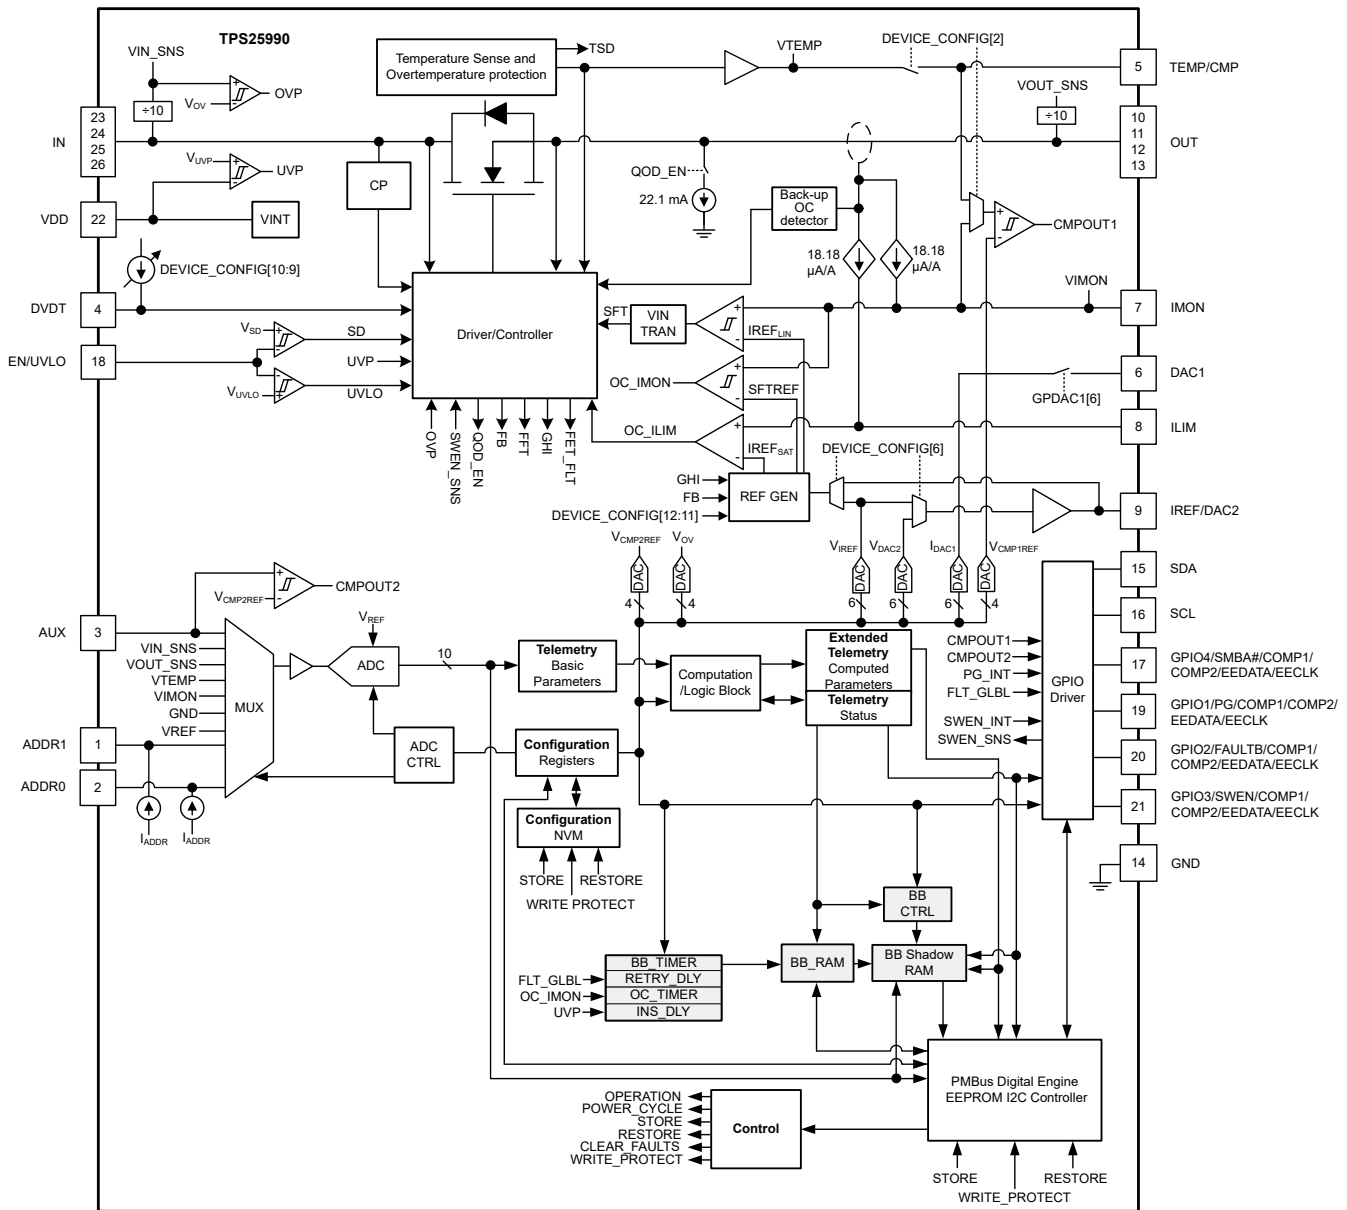 TPS25990
VIN_SNS
÷10
VOV
+
-
OVP
Temperature Sense and
Overtemperature protection
TSD
VTEMP
DEVICE_CONFIG[2]
5
TEMP/CMP
VOUT_SNS
÷10
IN
23
24
25
26
10
11
12
13
OUT
VUVP
+
-
UVP
CP
QOD_EN
22.1 mA
Back-up
OC
detector
+
-
CMPOUT1
VDD
22
VINT
18.18
µA/A
18.18
µA/A
DEVICE_CONFIG[10:9]
DVDT
4
VIMON
7
IMON
Driver/Controller
SFT
VIN
TRAN
+
-
IREFLIN
VSD
+
-
SD
EN/UVLO
18
UVP
-
+
VUVLO
UVLO
OC_IMON
+
-
SFTREF
6
DAC1
GPDAC1[6]
OC_ILIM
+
-
IREFSAT
8
ILIM
OVP
SWEN_SNS
QOD_EN
FB
FFT
GHI
FET_FLT
DEVICE_CONFIG[6]
GHI
FB
DEVICE_CONFIG[12:11]
REF GEN
9
IREF/DAC2
VCMP2REF
VOV
VIREF
VDAC2
IDAC1
VCMP1REF
DAC
DAC
DAC
DAC
DAC
DAC
4
4
6
6
6
4
15
SDA
16
SCL
+
-
VCMP2REF
CMPOUT2
AUX
3
VIN_SNS
VOUT_SNS
VTEMP
VIMON
GND
VREF
MUX
VREF
ADC
10
Telemetry
Basic
Parameters
Computation
/Logic Block
Extended
Telemetry
Computed
Parameters
Telemetry
Status
CMPOUT1
CMPOUT2
PG_INT
FLT_GLBL
SWEN_INT
SWEN_SNS
GPIO
Driver
17
GPIO4/SMBA#/COMP1/
COMP2/EEDATA/EECLK
19
GPIO1/PG/COMP1/COMP2/
EEDATA/EECLK
20
GPIO2/FAULTB/COMP1/
COMP2/EEDATA/EECLK
21
GPIO3/SWEN/COMP1/
COMP2/EEDATA/EECLK
ADDR1
1
ADDR0
2
IADDR
IADDR
ADC
CTRL
Configuration
Registers
Configuration
NVM
STORE
RESTORE
WRITE PROTECT
14
GND
BB
CTRL
BB_TIMER
RETRY_DLY
OC_TIMER
INS_DLY
FLT_GLBL
OC_IMON
UVP
BB_RAM
BB Shadow
RAM
PMBus Digital Engine
EEPROM I2C Controller
OPERATION
POWER_CYCLE
STORE
RESTORE
CLEAR_FAULTS
WRITE_PROTECT
Control
STORE
RESTORE
WRITE_PROTECT